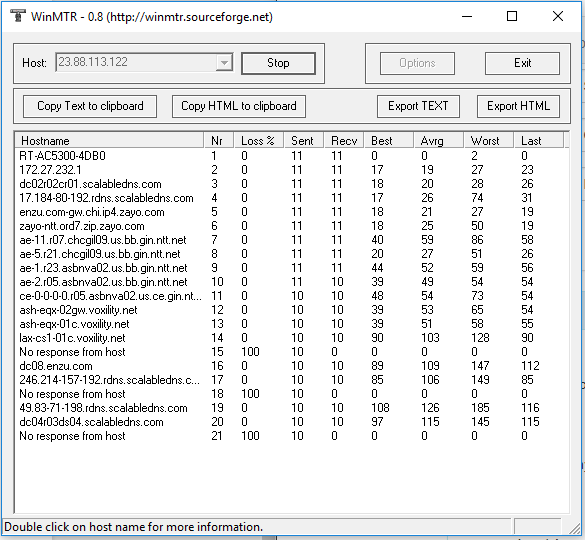 WinMTR - 0.8 (http://winmtr.sourceforge.net)
Host: 23.88.113.122 Stop Options Exit
Copy Text to clipboard Copy HTML to clipboard Export TEXT Export HTML
Hostname Nr Loss % Sent Recv Best Avrg Worst Last
RT-AC5300-4DB0 1 0 11 11 0 0 2 0
172.27.232.1 2 0 11 11 17 19 27 23
dc02r02cr01.scalabledns.com 3 0 11 11 18 20 28 26
17.184-80-192.rdns.scalabledns.com 4 0 11 11 17 26 74 31
enzu.com-gw.chi.ip4.zayo.com 5 0 11 11 18 21 27 19
zayo-ntt.ord7.zip.zayo.com 6 0 11 11 18 25 50 19
ae-11.r07.chcgil09.us.bb.gin.ntt.net 7 0 11 11 40 59 86 58
ae-5.r21.chcgil09.us.bb.gin.ntt.net 8 0 11 11 20 27 51 26
ae-1.r23.asbnva02.us.bb.gin.ntt.net 9 0 11 11 44 52 59 56
ae-2.r05.asbnva02.us.bb.gin.ntt.net 10 0 11 11 39 49 54 54
ce-0-0-0-0.r05.asbnva02.us.ce.gin.nt... 11 0 10 10 48 54 73 54
ash-eqx-02gw.voxility.net 12 0 10 10 39 53 65 54
ash-eqx-01c.voxility.net 13 0 10 10 39 51 58 55
lax-cs1-01c.voxility.net 14 0 10 10 90 103 128 90
No response from host 15 100 10 0 0 0 0 0
dc08.enzu.com 16 0 10 10 89 109 147 112
246.214-157-192.rdns.scalabledns.c... 17 0 10 10 85 106 149 85
No response from host 18 100 10 0 0 0 0 0
49.83-71-198.rdns.scalabledns.com 19 0 10 10 108 126 185 116
dc04r03ds04.scalabledns.com 20 0 10 10 97 115 145 115
No response from host 21 100 10 0 0 0 0 0
Double click on host name for more information.